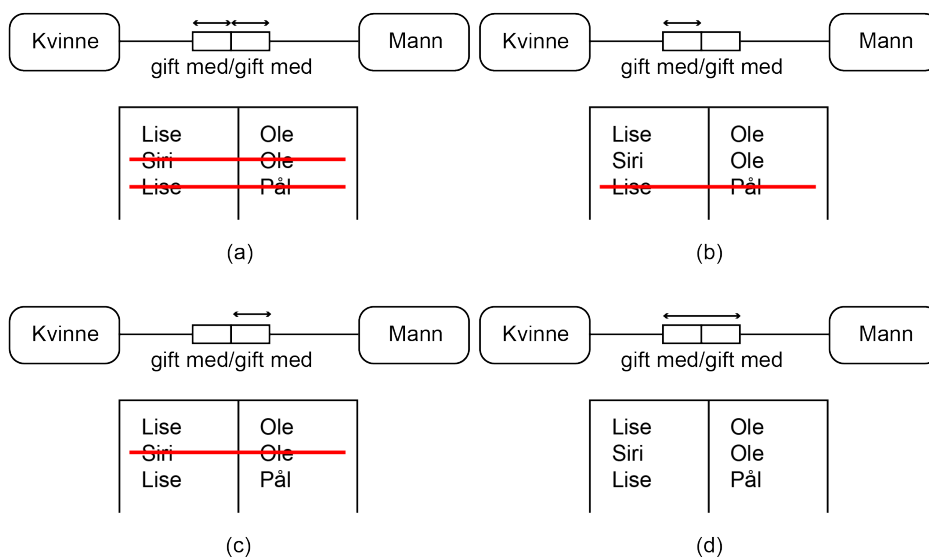 Kvinne Mann Kvinne Mann
gift med/gift med gift med/gift med
Lise Ole Lise Ole
Siri Ole Siri Ole
Lise Pål Lise Pål
(a) (b)
Kvinne Mann Kvinne Mann
gift med/gift med gift med/gift med
Lise Ole Lise Ole
Siri Ole Siri Ole
Lise Pål Lise Pål
(c) (d)